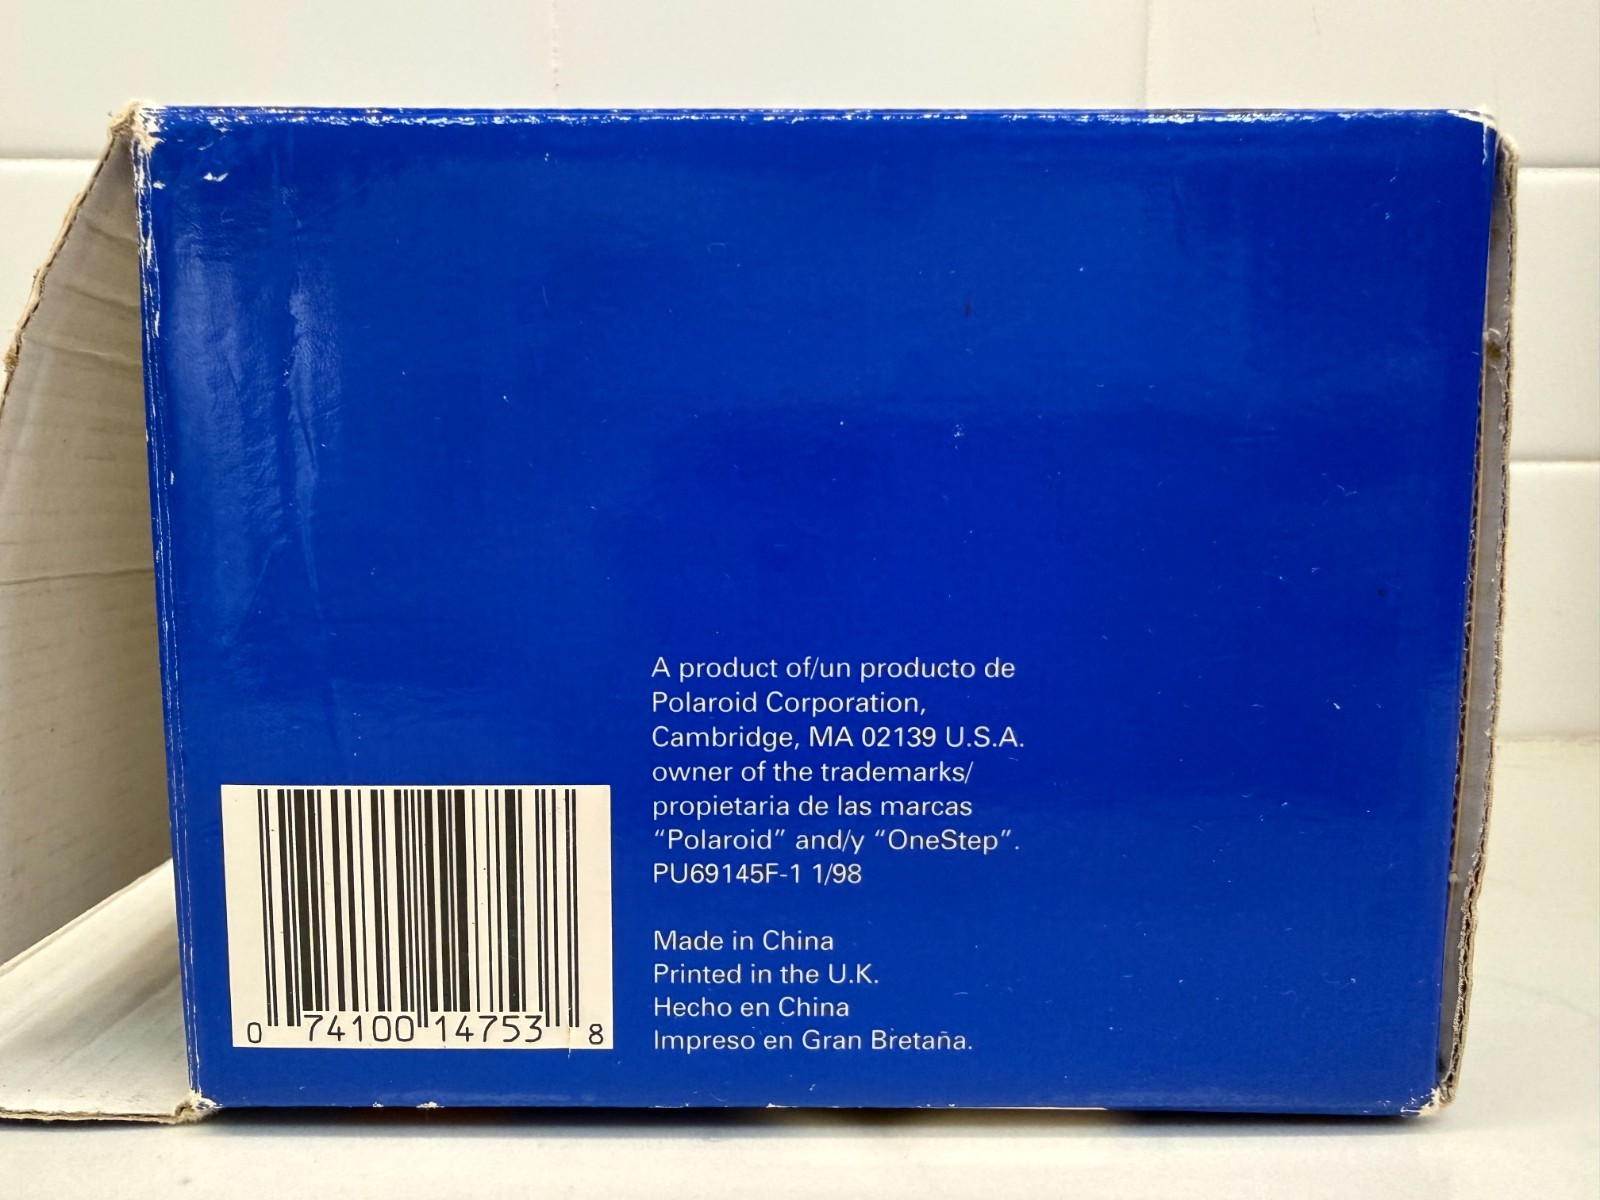 A product of/un producto de
Polaroid Corporation,
Cambridge, MA 02139 U.S.A.
owner of the trademarks/
propietaria de las marcas
“Polaroid” and/y “OneStep”.
PU69145F-1 1/98
Made in China
Printed in the U.K.
Hecho en China
Impreso en Gran Bretaña.
0 74100 14753 8